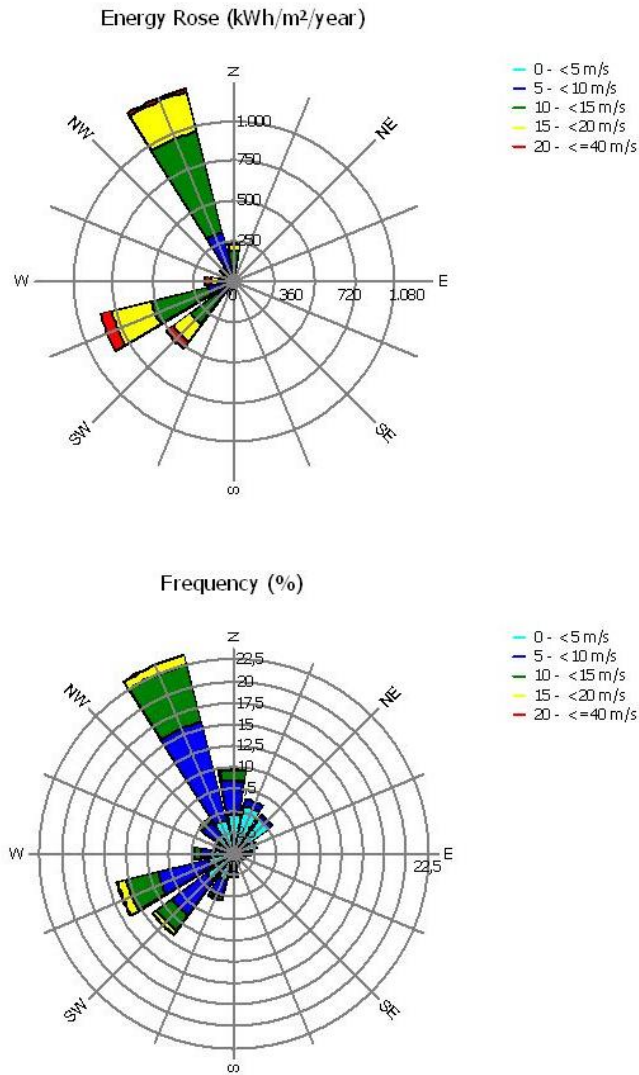 Energy Rose (kWh/m²/year)
N
NW
NE
W
E
SW
SE
S
1.000
750
500
250
0
360
720
1.080
0 - <5 m/s
5 - <10 m/s
10 - <15 m/s
15 - <20 m/s
20 - <=40 m/s
Frequency (%)
N
NW
NE
W
E
SW
SE
S
22,5
20
17,5
15
12,5
10
22,5
0 - <5 m/s
5 - <10 m/s
10 - <15 m/s
15 - <20 m/s
20 - <=40 m/s